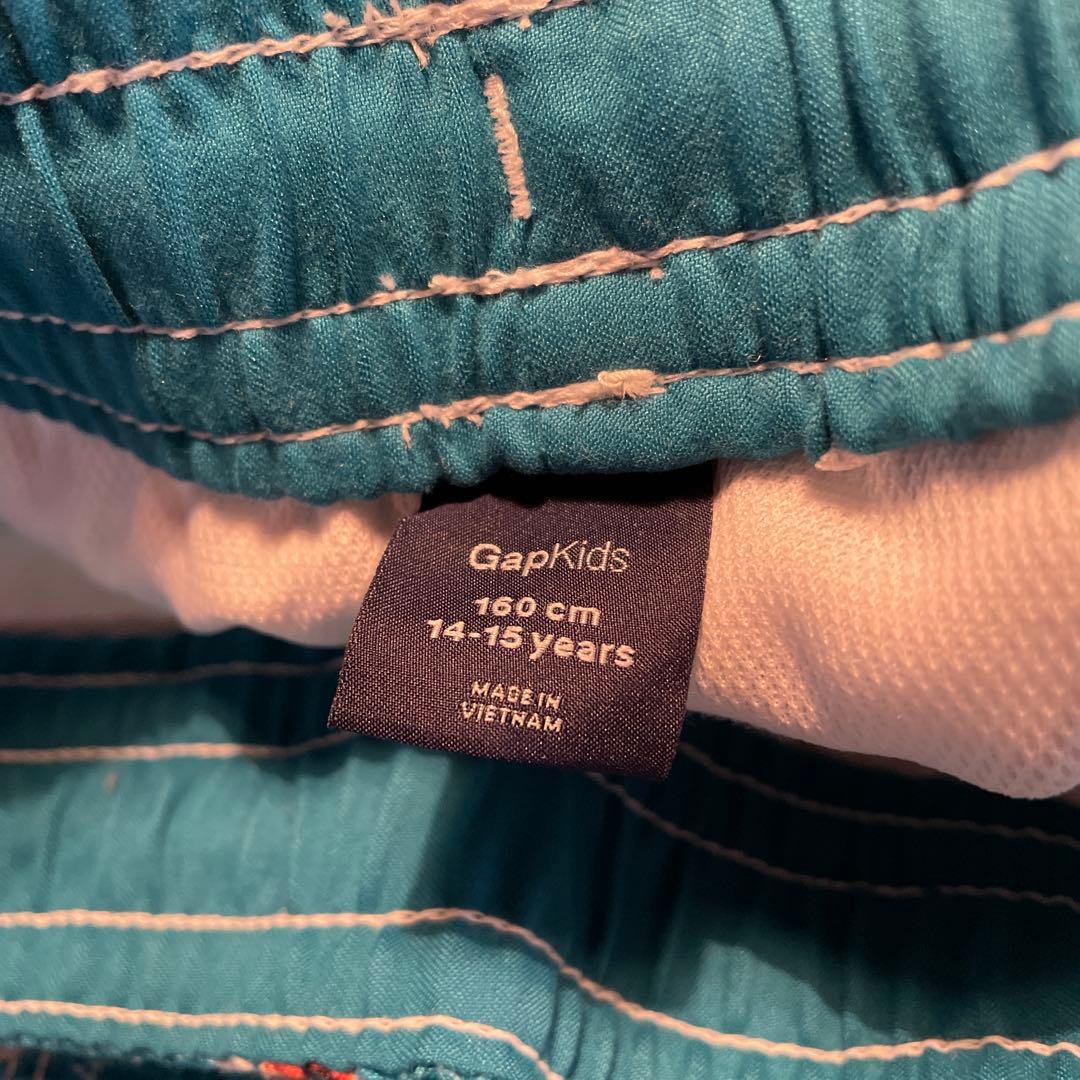 GapKids
160 cm
14-15 years
MADE IN
VIETNAM